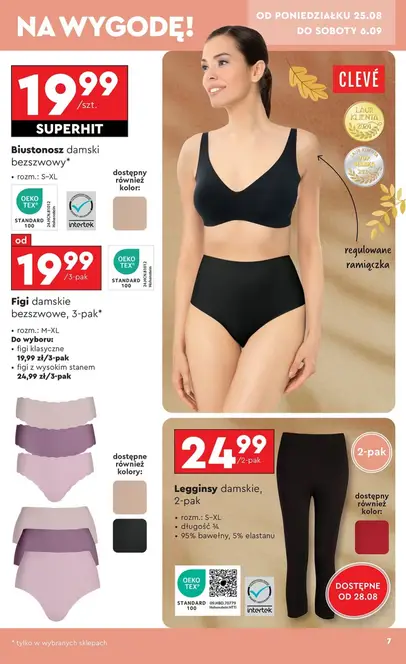 NA WYGODĘ!
OD PONIEDZIAŁKU 25.08
DO SOBOTY 6.09
19.99
/szt.
SUPERHIT
Biustonosz damski
bezszwowy*
• rozm.: S–XL
dostępny
również
kolor:
OEKO
TEX®
STANDARD
100
intertek
CLEVÉ
LAUR
KLIENTA
regulowane
ramiączka
od
19.99
/3-pak
OEKO
TEX®
STANDARD
100
intertek
Figi damskie
bezszwowe, 3-pak*
• rozm.: M–XL
Do wyboru:
• figi klasyczne
19,99 zł/3-pak
• figi z wysokim stanem
24,99 zł/3-pak
dostępne
również
kolory:
24.99
/2-pak
2-pak
Legginsy damskie,
2-pak
• rozm.: S–XL
• długość ¾
• 95% bawełny, 5% elastanu
dostępny
również
kolor:
OEKO
TEX®
STANDARD
100
intertek
DOSTĘPNE
OD 28.08
* tylko w wybranych sklepach
7